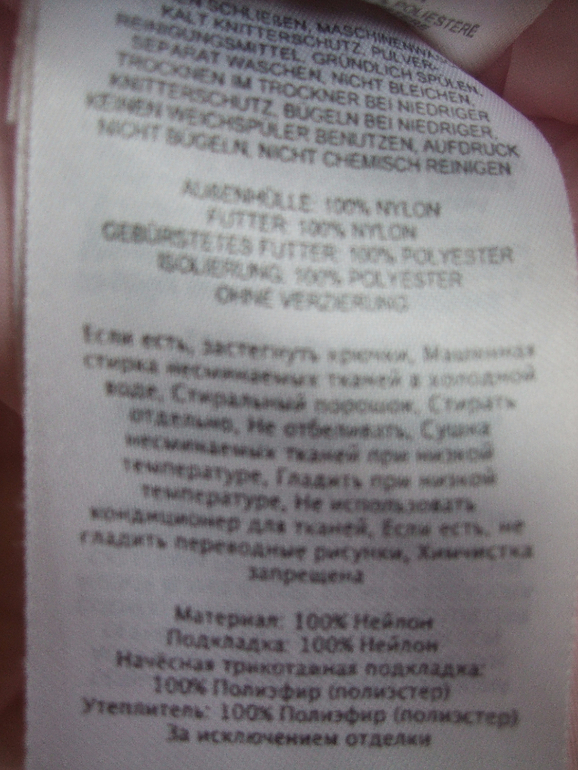 POLIESTERE
EN SCHLIEßEN, MASCHINENWAS
KALT KNITTERSCHUTZ, PULVER-
REINIGUNGSMITTEL, GRÜNDLICH SPÜLEN,
SEPARAT WASCHEN, NICHT BLEICHEN,
TROCKNEN IM TROCKNER BEI NIEDRIGER
KNITTERSCHUTZ, BÜGELN BEI NIEDRIGER,
KEINEN WEICHSPÜLER BENUTZEN, AUFDRUCK
NICHT BÜGELN, NICHT CHEMISCH REINIGEN
AUßENHÜLLE: 100% NYLON
FUTTER: 100% NYLON
GEBÜRSTETES FUTTER: 100% POLYESTER
ISOLIERUNG: 100% POLYESTER
OHNE VERZIERUNG
Если есть, застегнуть крючки, Машинная
стирка несминаемых тканей в холодной
воде, Стиральный порошок, Стирать
отдельно, Не отбеливать, Сушка
несминаемых тканей при низкой
температуре, Гладить при низкой
температуре, Не использовать
кондиционер для тканей, Если есть, не
гладить переводные рисунки, Химчистка
запрещена
Материал: 100% Нейлон
Подкладка: 100% Нейлон
Начёсная трикотажная подкладка:
100% Полиэфир (полиэстер)
Утеплитель: 100% Полиэфир (полиэстер)
За исключением отделки